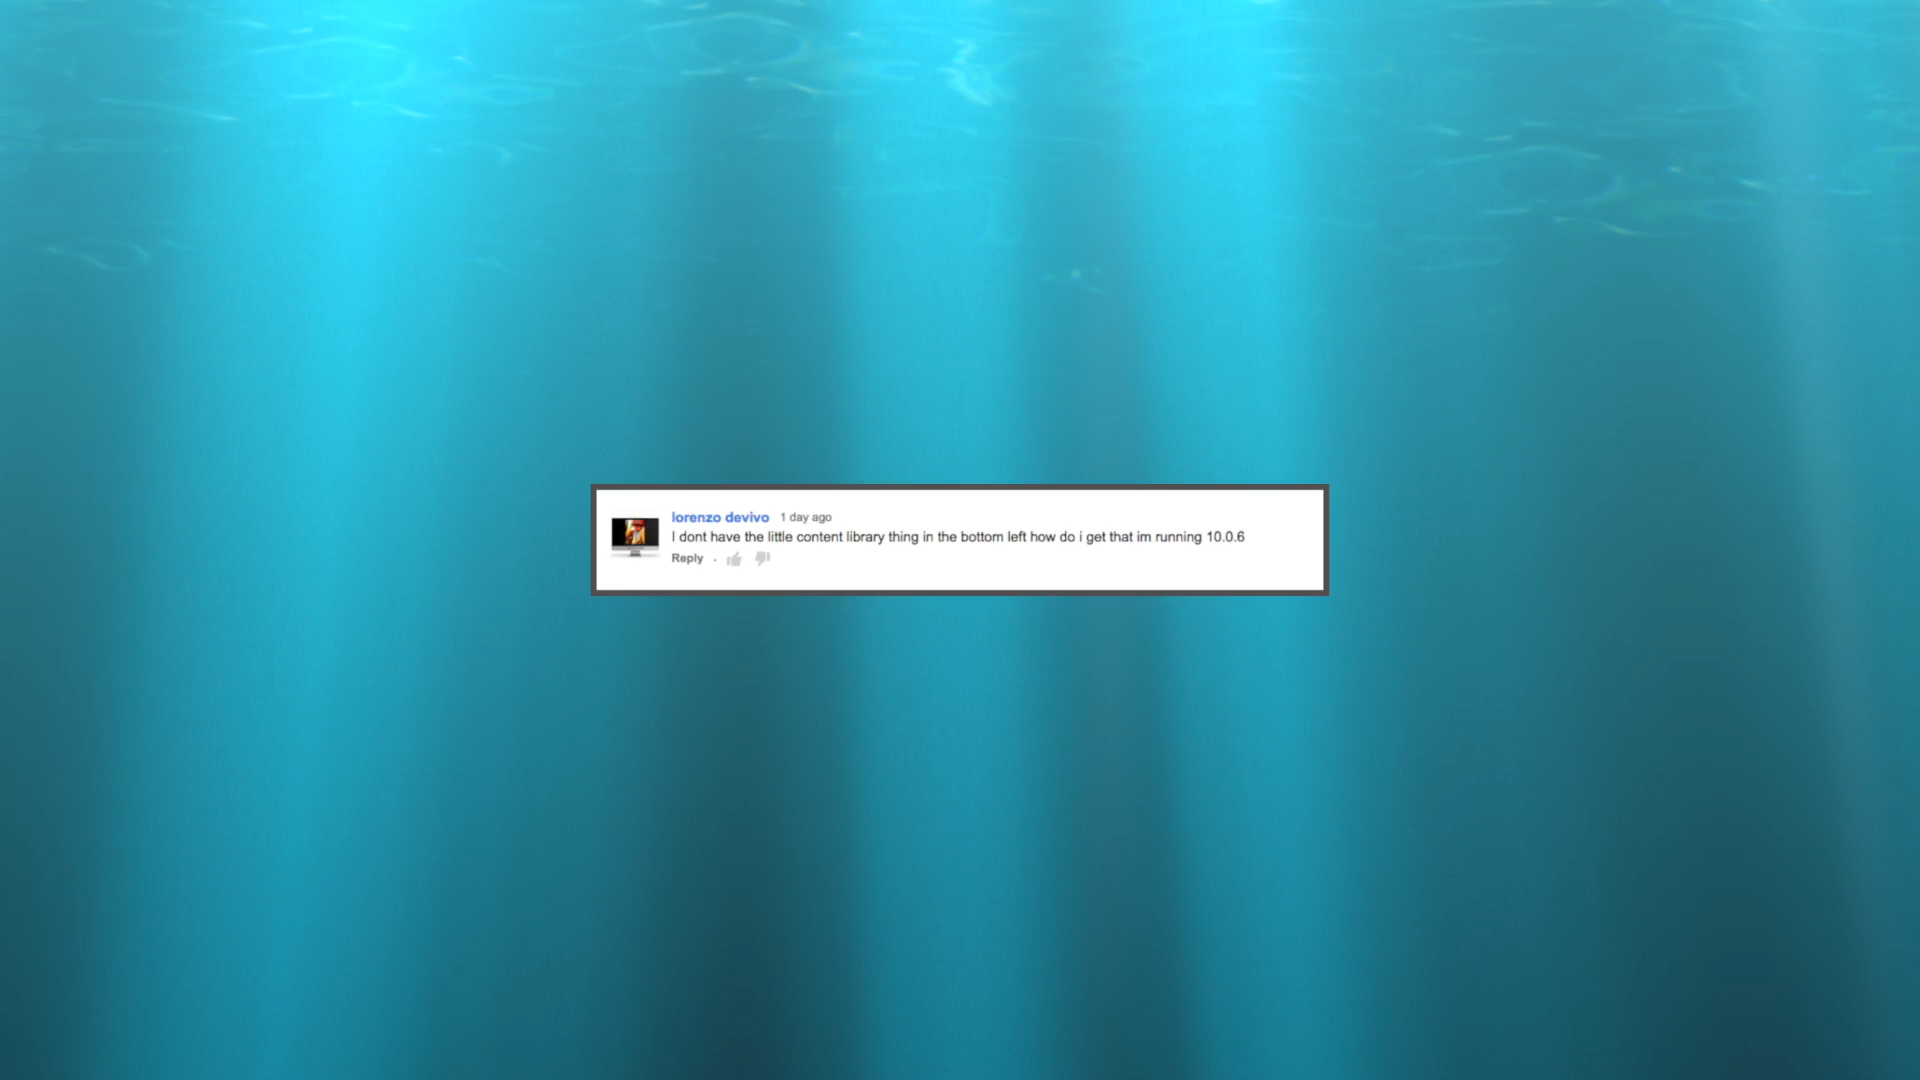 lorenzo devivo 1 day ago
I dont have the little content library thing in the bottom left how do i get that im running 10.0.6
Reply ·